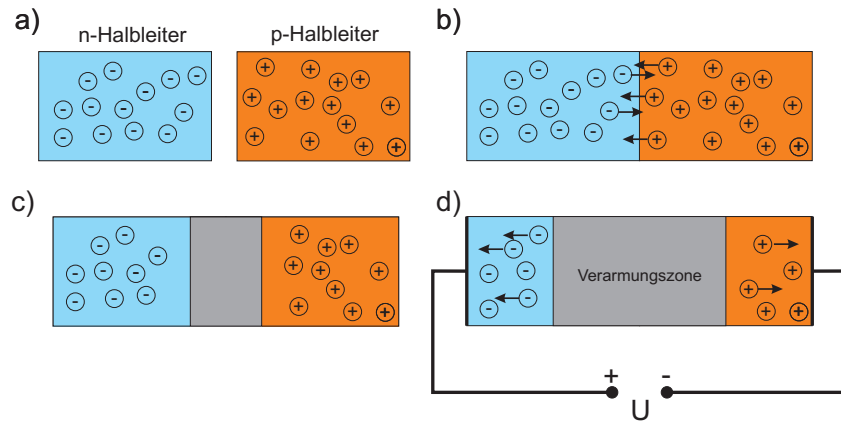 a)
n-Halbleiter
p-Halbleiter
b)
c)
d)
Verarmungszone
+
-
U